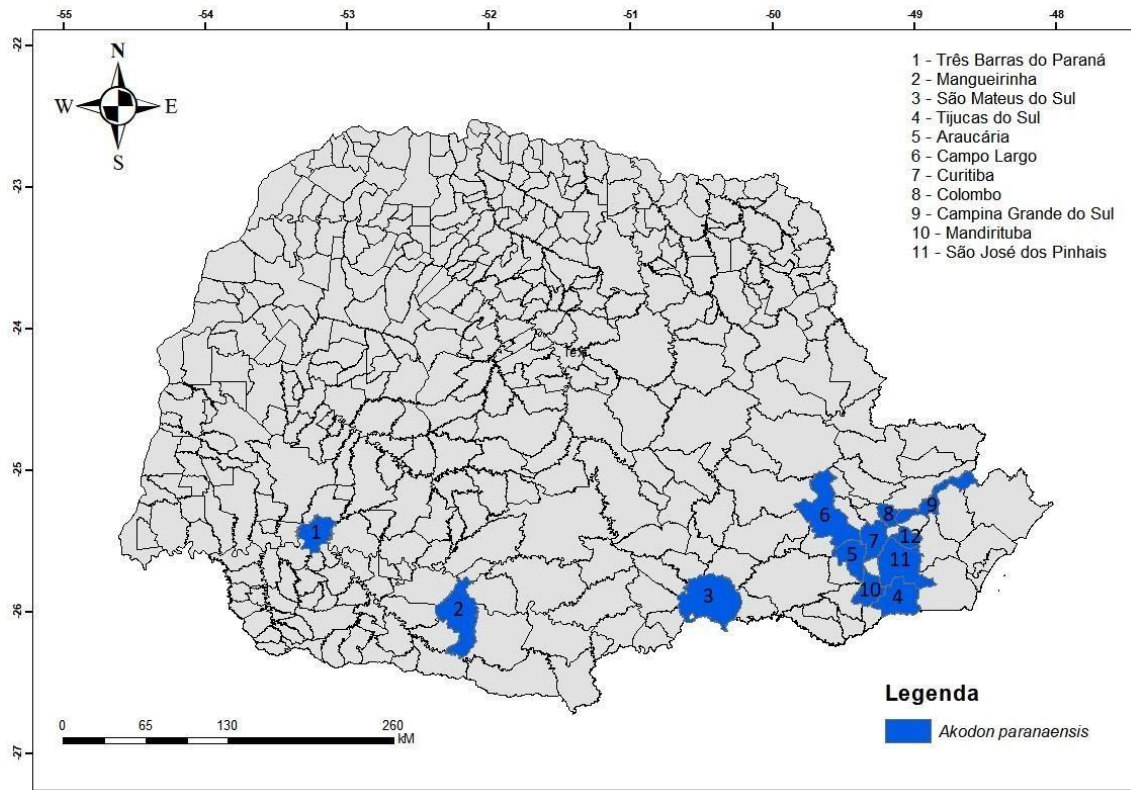 -55 -54 -53 -52 -51 -50 -49 -48
-22
-23
-24
-25
-26
-27
N
W E
S
1 - Três Barras do Paraná
2 - Mangueirinha
3 - São Mateus do Sul
4 - Tijucas do Sul
5 - Araucária
6 - Campo Largo
7 - Curitiba
8 - Colombo
9 - Campina Grande do Sul
10 - Mandirituba
11 - São José dos Pinhais
Text
1
2
3
6
8
9
7
12
5
11
10
4
Legenda
Akodon paranaensis
0 65 130 260
kM